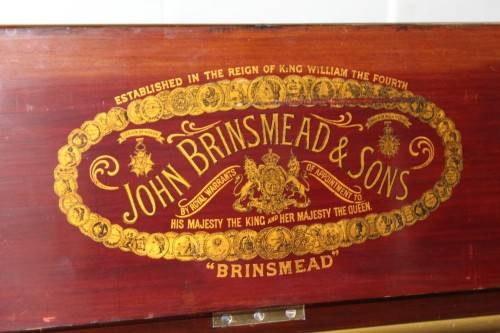 ESTABLISHED IN THE REIGN OF KING WILLIAM THE FOURTH
JOHN BRINSMEAD & SONS
BY ROYAL WARRANTS OF APPOINTMENT TO
HIS MAJESTY THE KING AND HER MAJESTY THE QUEEN.
"BRINSMEAD"